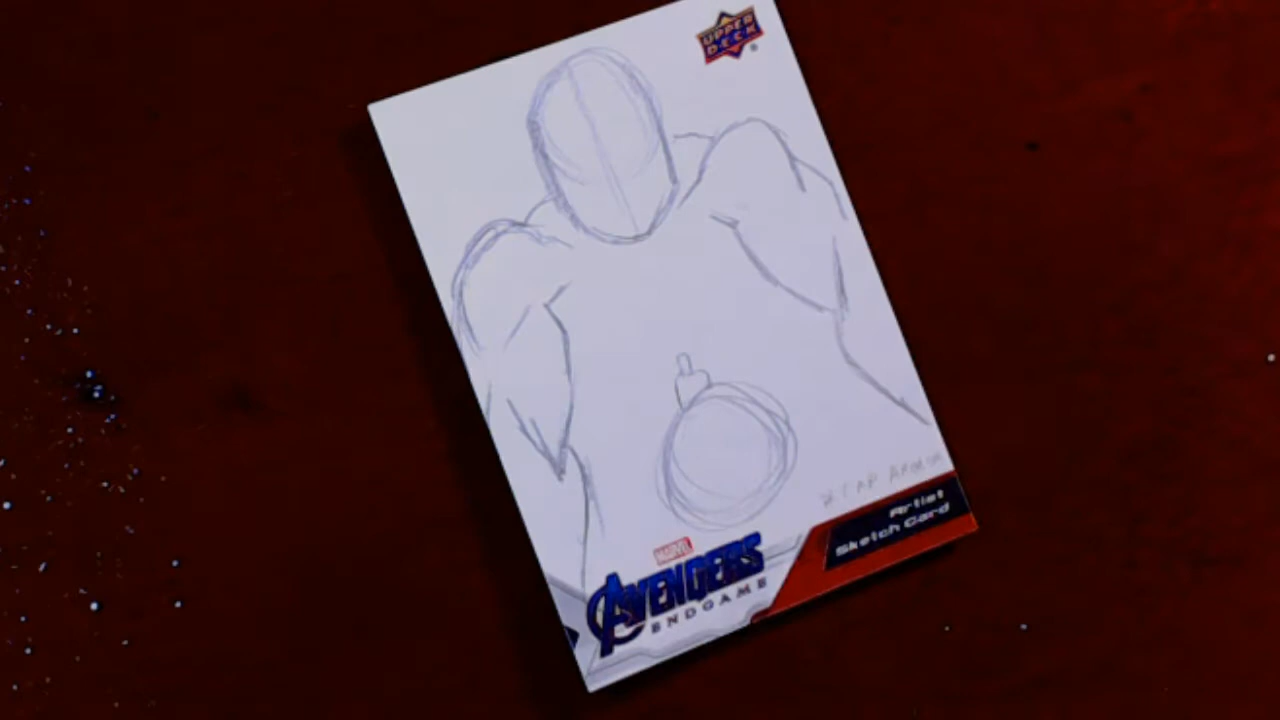 UPPER
DECK
®
Artist
Sketch Card
MARVEL
AVENGERS
ENDGAME